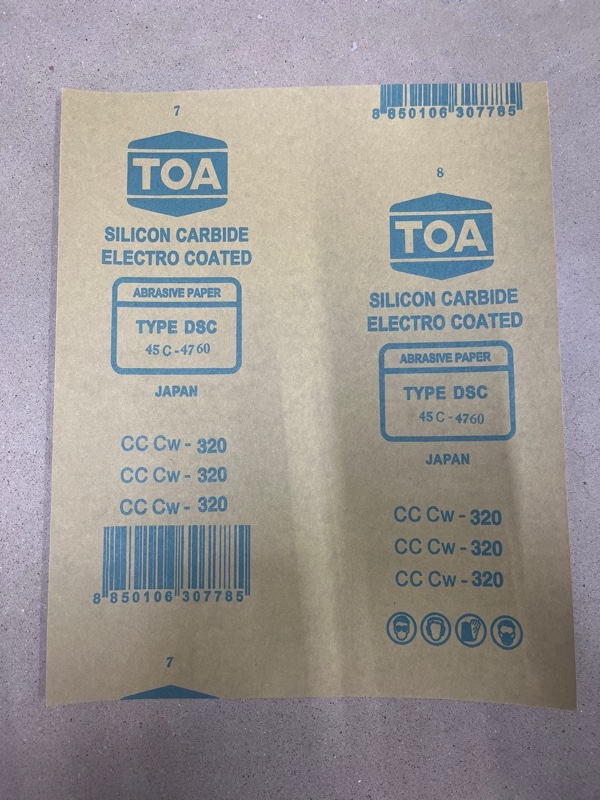 7
TOA
SILICON CARBIDE
ELECTRO COATED
ABRASIVE PAPER
TYPE DSC
45 C - 4760
JAPAN
CC Cw - 320
CC Cw - 320
CC Cw - 320
8 850106 307785
7
8 850106 307785
8
TOA
SILICON CARBIDE
ELECTRO COATED
ABRASIVE PAPER
TYPE DSC
45 C - 4760
JAPAN
CC Cw - 320
CC Cw - 320
CC Cw - 320